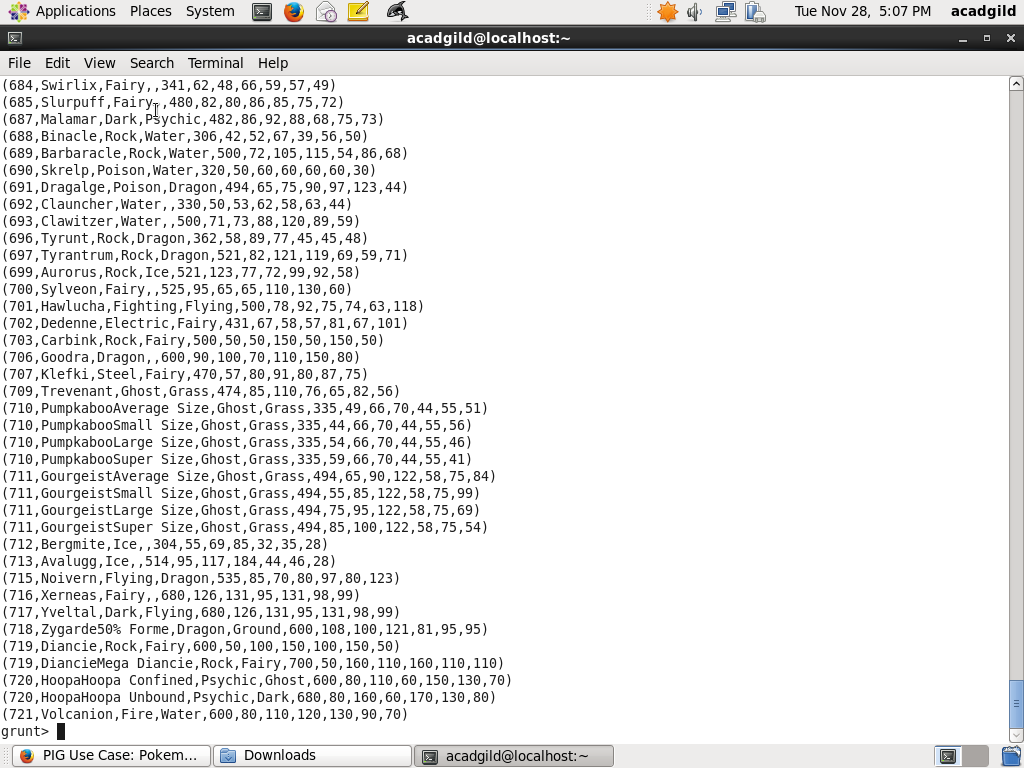 Applications Places System Tue Nov 28, 5:07 PM acadgild
acadgild@localhost:~
File Edit View Search Terminal Help
(684,Swirlix,Fairy,,341,62,48,66,59,57,49)
(685,Slurpuff,Fairy,,480,82,80,86,85,75,72)
(687,Malamar,Dark,Psychic,482,86,92,88,68,75,73)
(688,Binacle,Rock,Water,306,42,52,67,39,56,50)
(689,Barbaracle,Rock,Water,500,72,105,115,54,86,68)
(690,Skrelp,Poison,Water,320,50,60,60,60,60,30)
(691,Dragalge,Poison,Dragon,494,65,75,90,97,123,44)
(692,Clauncher,Water,,330,50,53,62,58,63,44)
(693,Clawitzer,Water,,500,71,73,88,120,89,59)
(696,Tyrunt,Rock,Dragon,362,58,89,77,45,45,48)
(697,Tyrantrum,Rock,Dragon,521,82,121,119,69,59,71)
(699,Aurorus,Rock,Ice,521,123,77,72,99,92,58)
(700,Sylveon,Fairy,,525,95,65,65,110,130,60)
(701,Hawlucha,Fighting,Flying,500,78,92,75,74,63,118)
(702,Dedenne,Electric,Fairy,431,67,58,57,81,67,101)
(703,Carbink,Rock,Fairy,500,50,50,150,50,150,50)
(706,Goodra,Dragon,,600,90,100,70,110,150,80)
(707,Klefki,Steel,Fairy,470,57,80,91,80,87,75)
(709,Trevenant,Ghost,Grass,474,85,110,76,65,82,56)
(710,PumpkabooAverage Size,Ghost,Grass,335,49,66,70,44,55,51)
(710,PumpkabooSmall Size,Ghost,Grass,335,44,66,70,44,55,56)
(710,PumpkabooLarge Size,Ghost,Grass,335,54,66,70,44,55,46)
(710,PumpkabooSuper Size,Ghost,Grass,335,59,66,70,44,55,41)
(711,GourgeistAverage Size,Ghost,Grass,494,65,90,122,58,75,84)
(711,GourgeistSmall Size,Ghost,Grass,494,55,85,122,58,75,99)
(711,GourgeistLarge Size,Ghost,Grass,494,75,95,122,58,75,69)
(711,GourgeistSuper Size,Ghost,Grass,494,85,100,122,58,75,54)
(712,Bergmite,Ice,,304,55,69,85,32,35,28)
(713,Avalugg,Ice,,514,95,117,184,44,46,28)
(715,Noivern,Flying,Dragon,535,85,70,80,97,80,123)
(716,Xerneas,Fairy,,680,126,131,95,131,98,99)
(717,Yveltal,Dark,Flying,680,126,131,95,131,98,99)
(718,Zygarde50% Forme,Dragon,Ground,600,108,100,121,81,95,95)
(719,Diancie,Rock,Fairy,600,50,100,150,100,150,50)
(719,DiancieMega Diancie,Rock,Fairy,700,50,160,110,160,110,110)
(720,HoopaHoopa Confined,Psychic,Ghost,600,80,110,60,150,130,70)
(720,HoopaHoopa Unbound,Psychic,Dark,680,80,160,60,170,130,80)
(721,Volcanion,Fire,Water,600,80,110,120,130,90,70)
grunt>
PIG Use Case: Pokem... Downloads acadgild@localhost:~